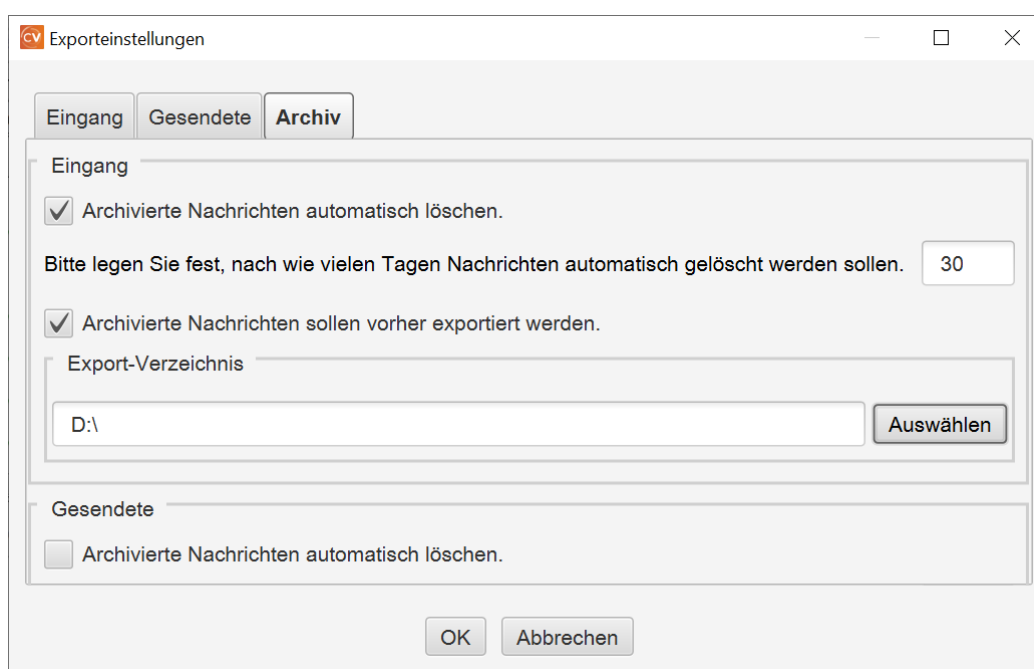 CV Exporteinstellungen
Eingang Gesendete Archiv
Eingang
Archivierte Nachrichten automatisch löschen.
Bitte legen Sie fest, nach wie vielen Tagen Nachrichten automatisch gelöscht werden sollen. 30
Archivierte Nachrichten sollen vorher exportiert werden.
Export-Verzeichnis
D:\ Auswählen
Gesendete
Archivierte Nachrichten automatisch löschen.
OK Abbrechen